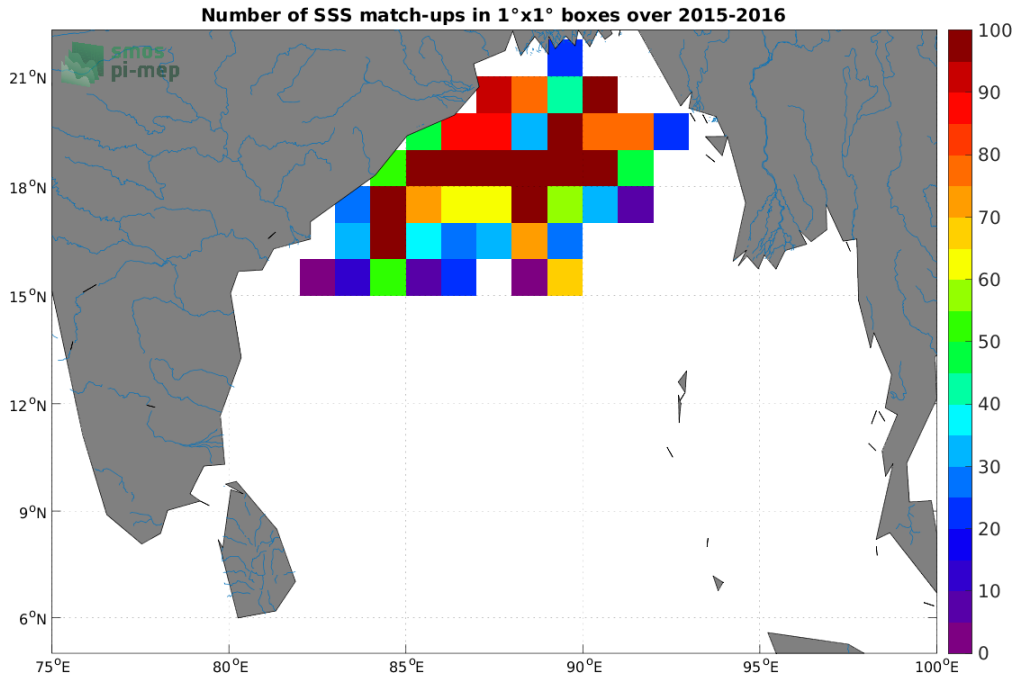 Number of SSS match-ups in 1°x1° boxes over 2015-2016
smos
pi-mep
21°N
18°N
15°N
12°N
9°N
6°N
75°E 80°E 85°E 90°E 95°E 100°E
100
90
80
70
60
50
40
30
20
10
0